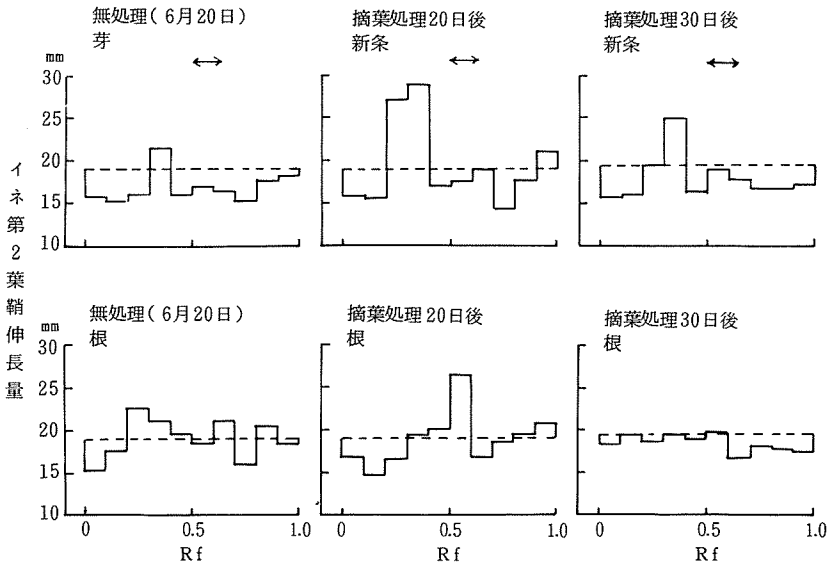 無処理(6月20日)
芽
摘葉処理20日後
新条
摘葉処理30日後
新条
mm
30
25
20
15
10
イネ第2葉鞘伸長量
無処理(6月20日)
根
摘葉処理20日後
根
摘葉処理30日後
根
mm
30
25
20
15
10
0 0.5 1.0
Rf
0 0.5 1.0
Rf
0 0.5 1.0
Rf